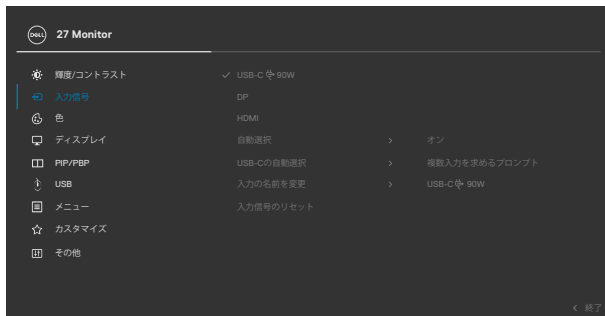 DELL 27 Monitor
輝度/コントラスト ✓ USB-C 90W
入力信号 DP
色 HDMI
ディスプレイ 自動選択 > オン
PIP/PBP USB-Cの自動選択 > 複数入力を求めるプロンプト
USB 入力の名前を変更 > USB-C 90W
メニュー 入力信号のリセット
カスタマイズ
その他
< 終了